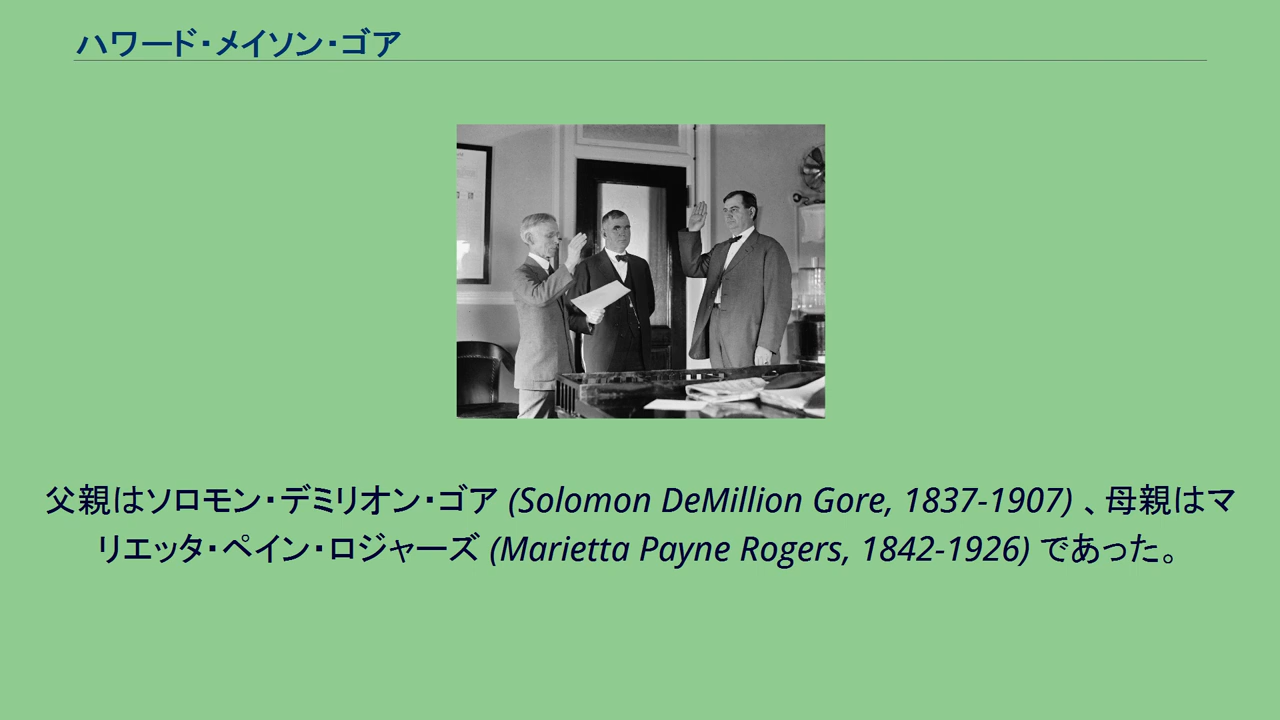 ハワード・メイソン・ゴア
父親はソロモン・デミリオン・ゴア (Solomon DeMillion Gore, 1837-1907) 、母親はマ
リエッタ・ペイン・ロジャーズ (Marietta Payne Rogers, 1842-1926) であった。